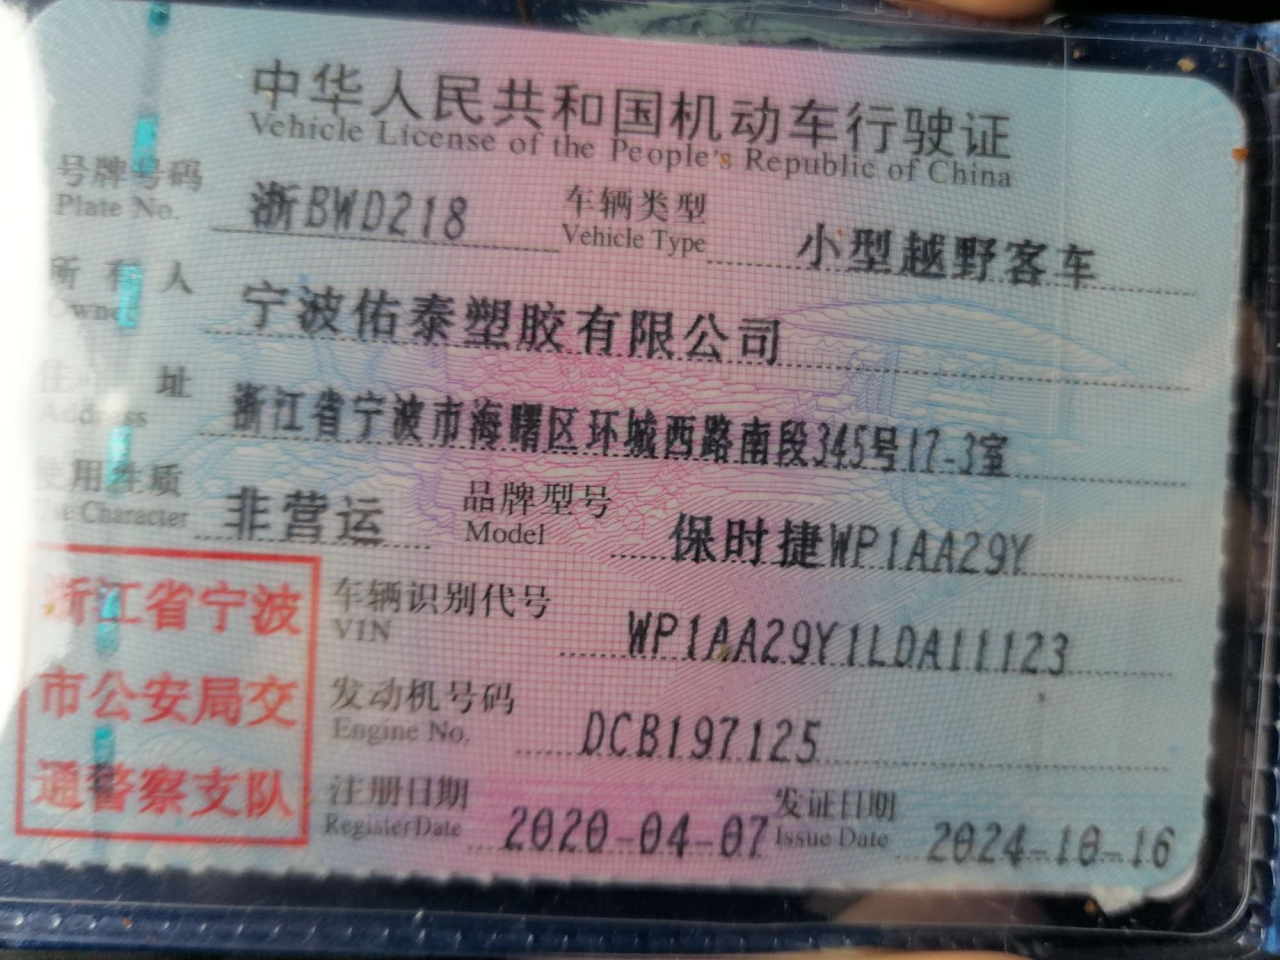 中华人民共和国机动车行驶证
Vehicle License of the People's Republic of China
号牌号码 浙BWD218 车辆类型 小型越野客车
Plate No. Vehicle Type
所有人 宁波佑泰塑胶有限公司
Owner
住址 浙江省宁波市海曙区环城西路南段345号17-3室
Address
使用性质 非营运 品牌型号 保时捷WP1AA29Y
Use Character Model
浙江省宁波
市公安局交
通警察支队
车辆识别代号 WP1AA29Y1LDA11123
VIN
发动机号码 DCB197125
Engine No.
注册日期 2020-04-07 发证日期 2024-10-16
Register Date Issue Date